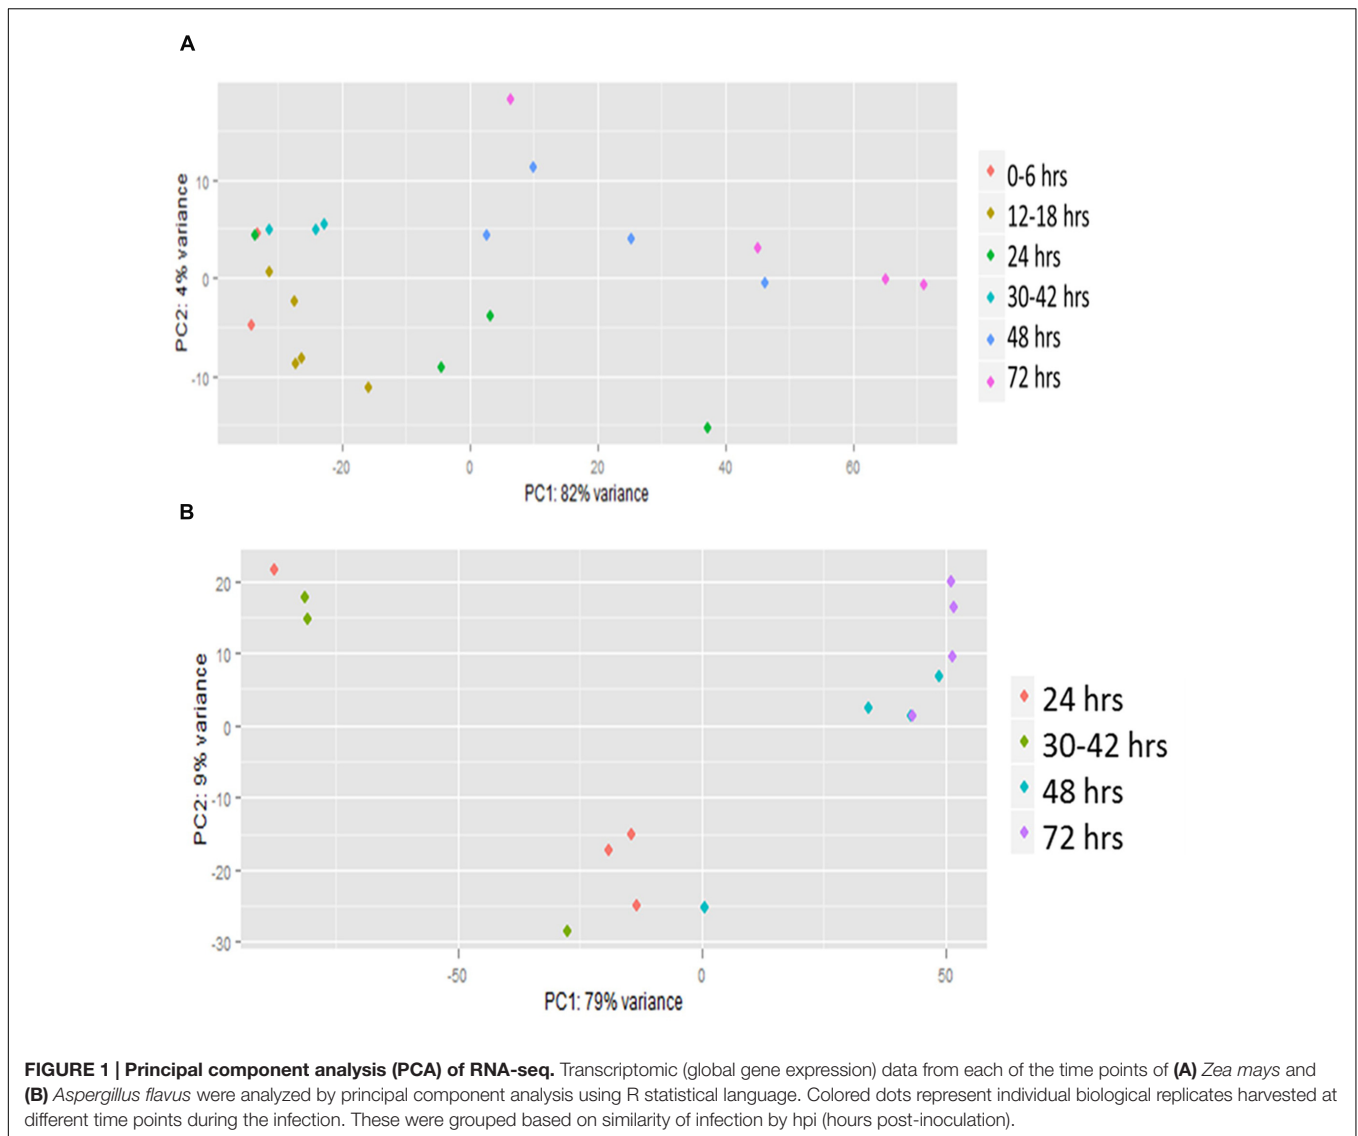 A
10
0
-10
PC2: 4% variance
-20
0
20
40
60
PC1: 82% variance
0-6 hrs
12-18 hrs
24 hrs
30-42 hrs
48 hrs
72 hrs
B
20
10
0
-10
-20
-30
PC2: 9% variance
-50
0
50
PC1: 79% variance
24 hrs
30-42 hrs
48 hrs
72 hrs
FIGURE 1 | Principal component analysis (PCA) of RNA-seq. Transcriptomic (global gene expression) data from each of the time points of (A) Zea mays and
(B) Aspergillus flavus were analyzed by principal component analysis using R statistical language. Colored dots represent individual biological replicates harvested at
different time points during the infection. These were grouped based on similarity of infection by hpi (hours post-inoculation).